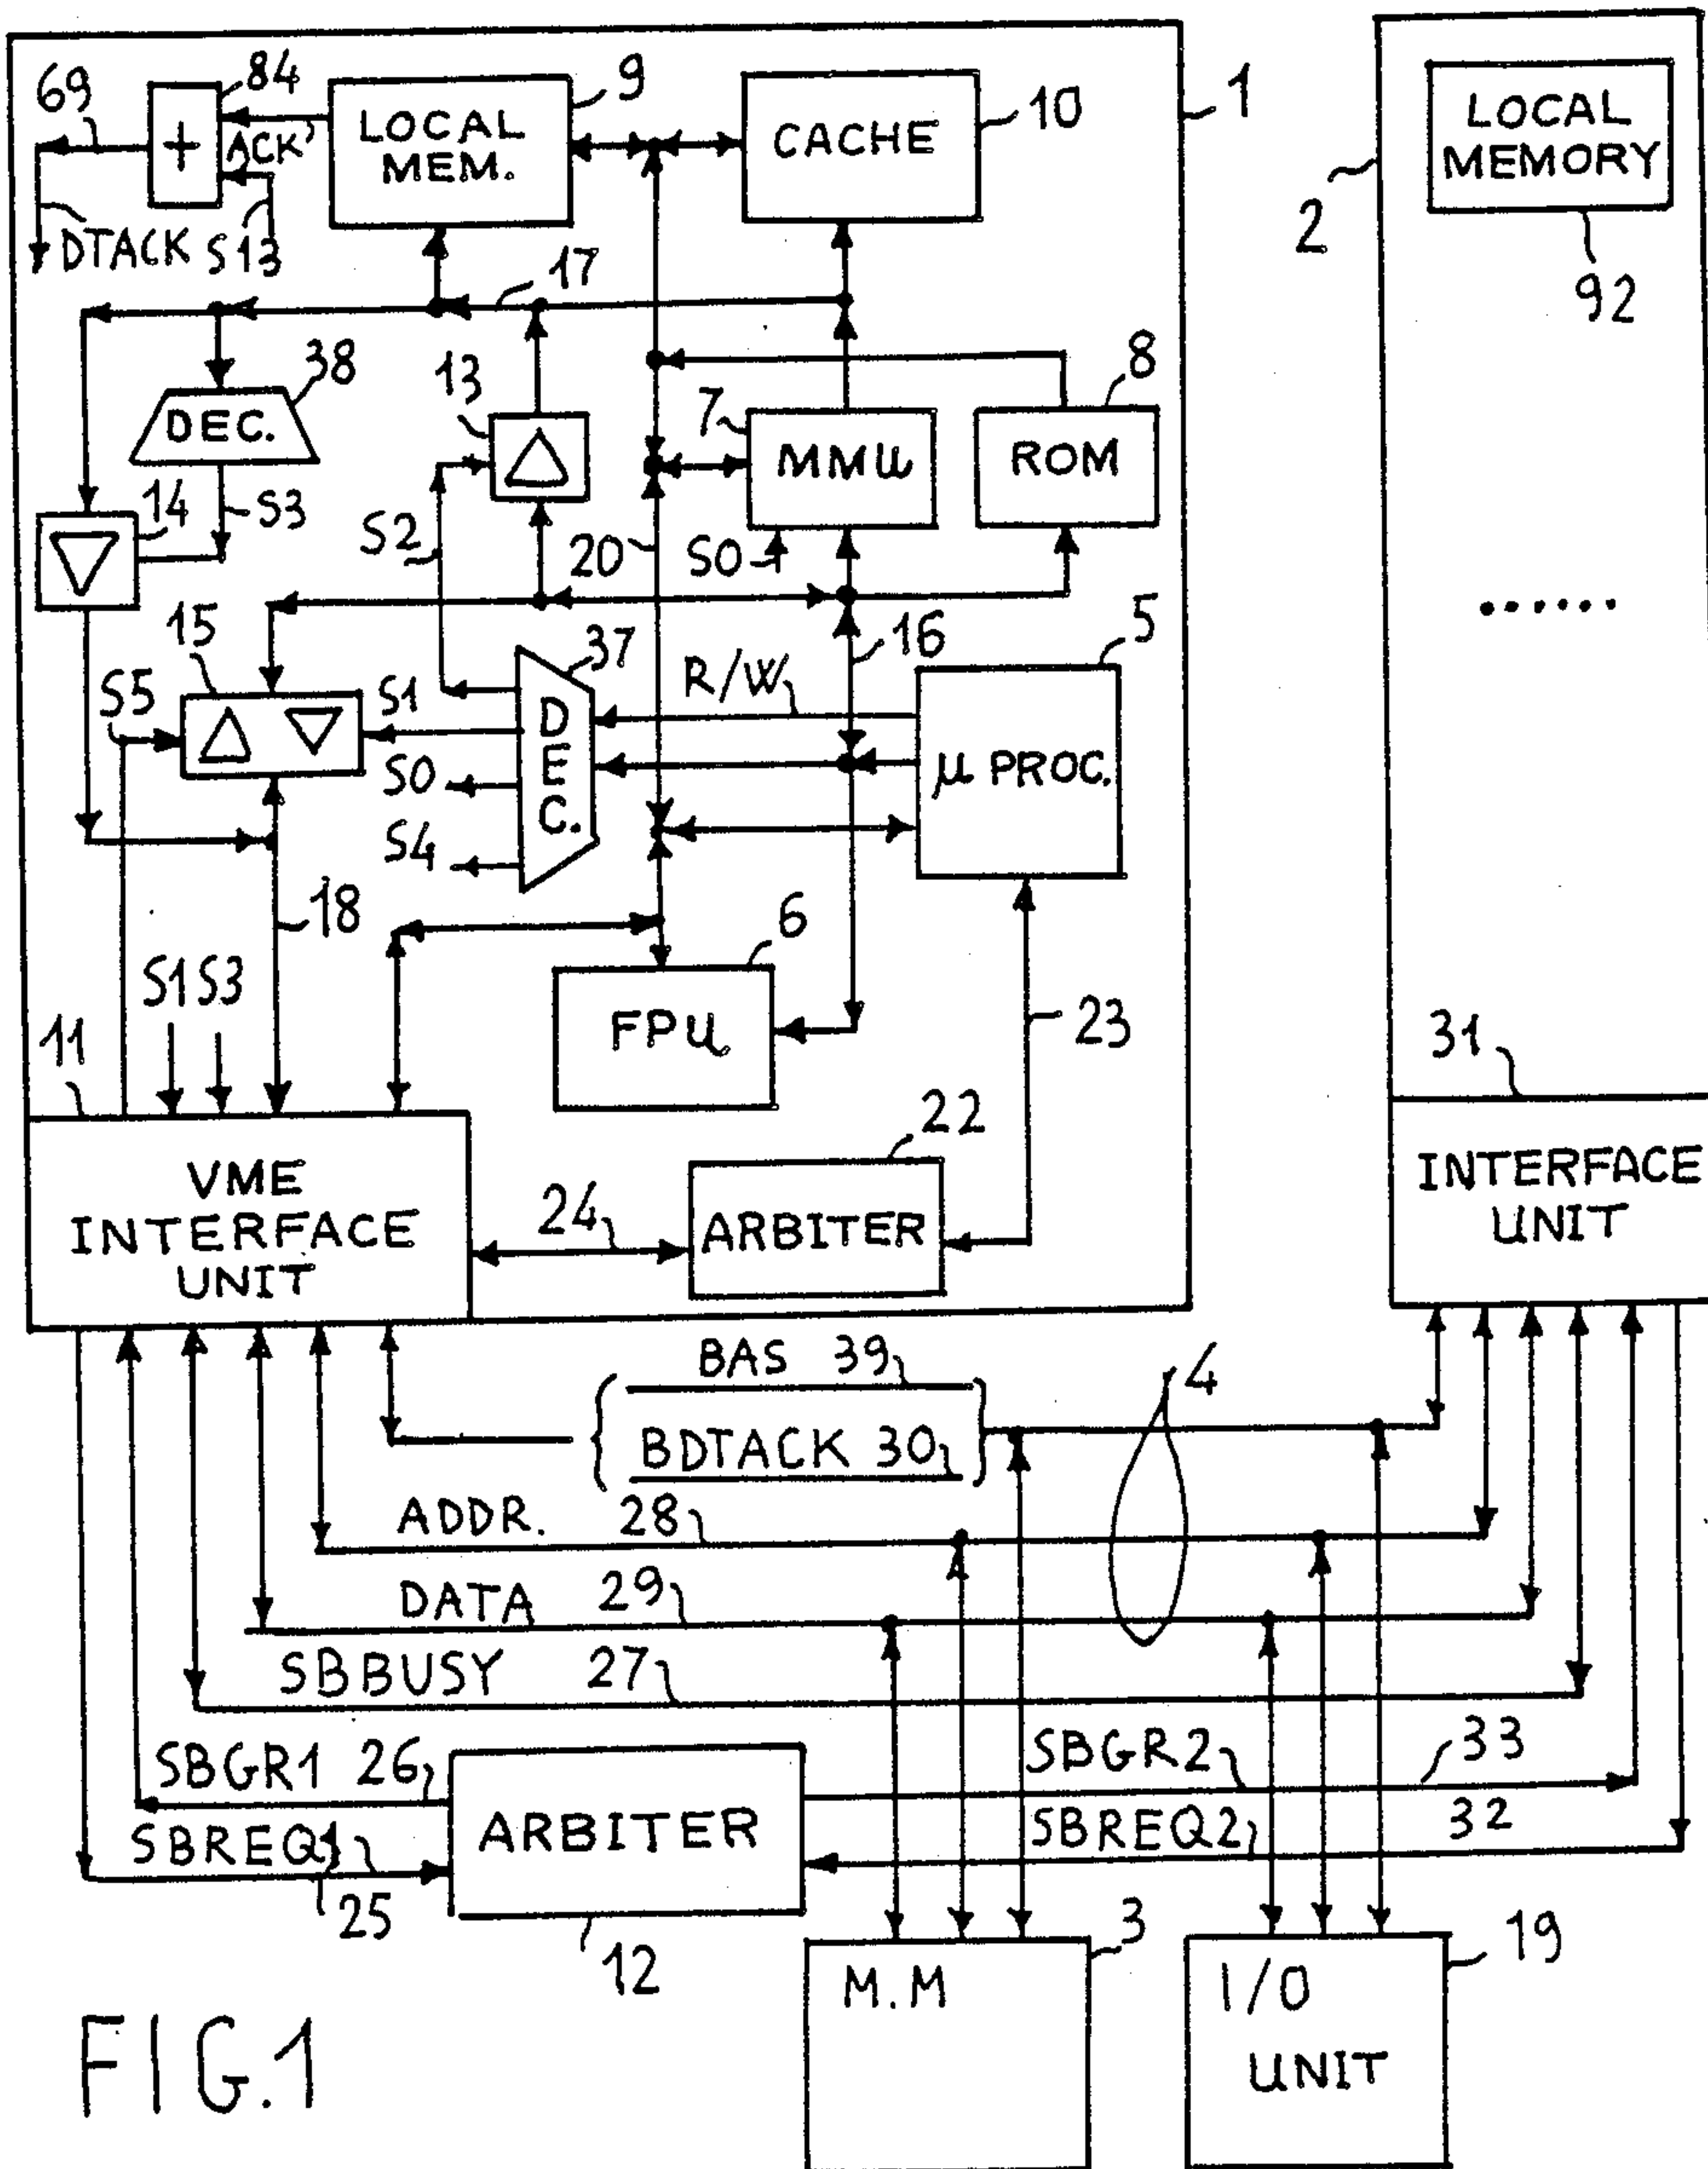 69
84
+
ACK'
DTACK
S13
LOCAL
MEM.
9
CACHE
10
1
2
LOCAL
MEMORY
92
17
38
DEC.
13
7
MMU
8
ROM
14
S3
S2
20
S0
......
15
S5
S1
37
DEC.
R/W
16
5
μ PROC.
S0
S4
18
S1
S3
6
FPU
23
11
VME
INTERFACE
UNIT
24
22
ARBITER
31
INTERFACE
UNIT
BAS 39
BDTACK 30
4
ADDR. 28
DATA 29
SBBUSY 27
SBGR1 26
SBREQ1
25
ARBITER
12
SBGR2 33
SBREQ2 32
3
M.M
19
I/O
UNIT
FIG.1